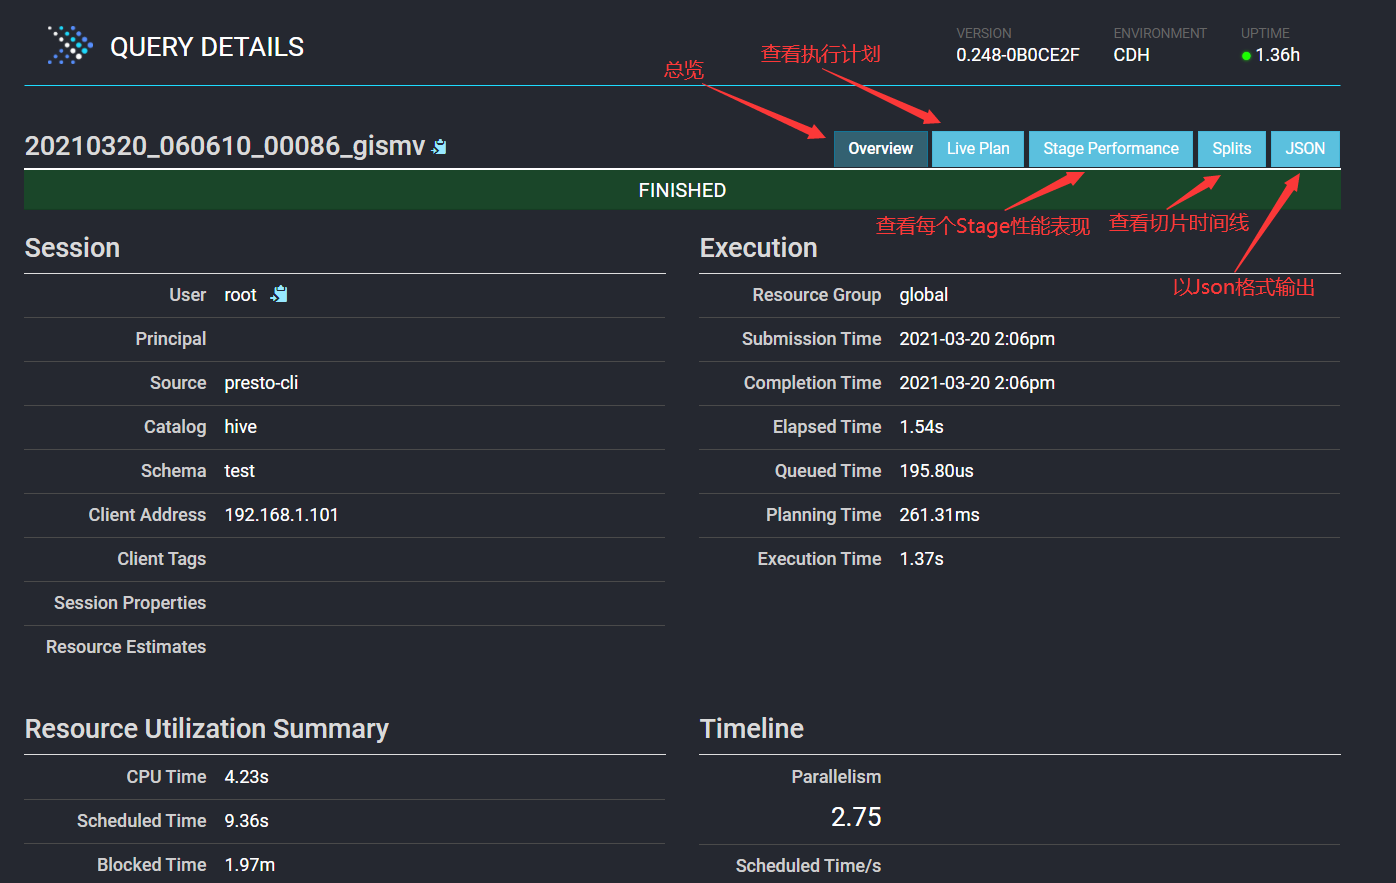 QUERY DETAILS
VERSION
0.248-0B0CE2F
ENVIRONMENT
CDH
UPTIME
1.36h
总览
查看执行计划
20210320_060610_00086_gismv
Overview
Live Plan
Stage Performance
Splits
JSON
FINISHED
查看每个Stage性能表现
查看切片时间线
以Json格式输出
Session
User root
Principal
Source presto-cli
Catalog hive
Schema test
Client Address 192.168.1.101
Client Tags
Session Properties
Resource Estimates
Execution
Resource Group global
Submission Time 2021-03-20 2:06pm
Completion Time 2021-03-20 2:06pm
Elapsed Time 1.54s
Queued Time 195.80us
Planning Time 261.31ms
Execution Time 1.37s
Resource Utilization Summary
CPU Time 4.23s
Scheduled Time 9.36s
Blocked Time 1.97m
Timeline
Parallelism
2.75
Scheduled Time/s